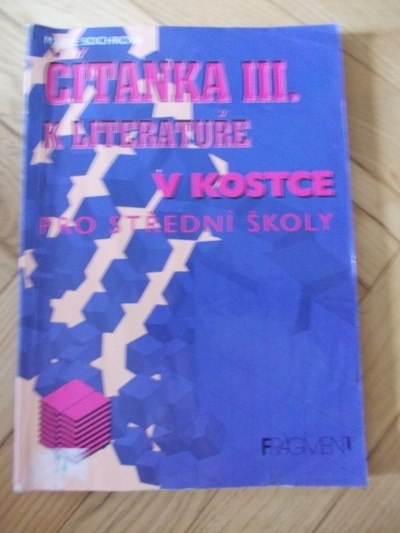 ČÍTANKA III.
K LITERATUŘE
V KOSTCE
PRO STŘEDNÍ ŠKOLY
FRAGMENT